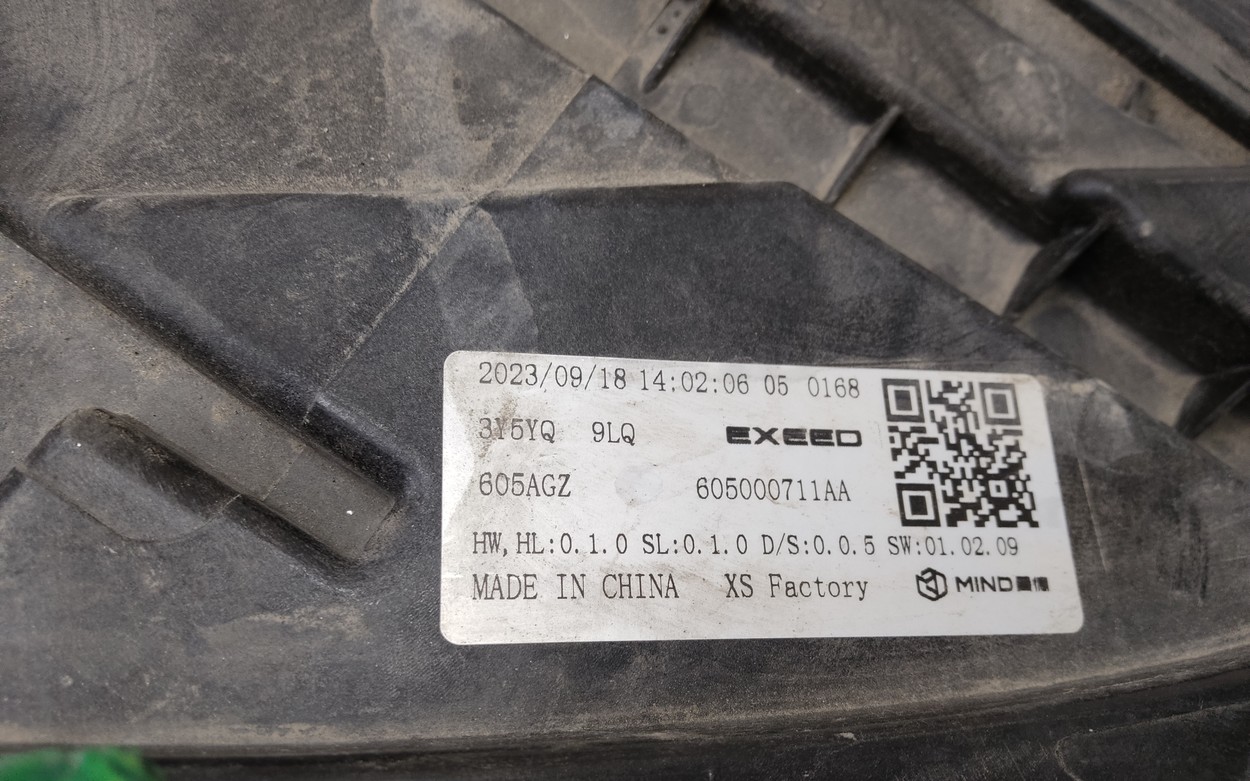 2023/09/18 14:02:06 05 0168
3Y5YQ 9LQ EXEED
605AGZ 605000711AA
HW,HL:0.1.0 SL:0.1.0 D/S:0.0.5 SW:01.02.09
MADE IN CHINA XS Factory MIND